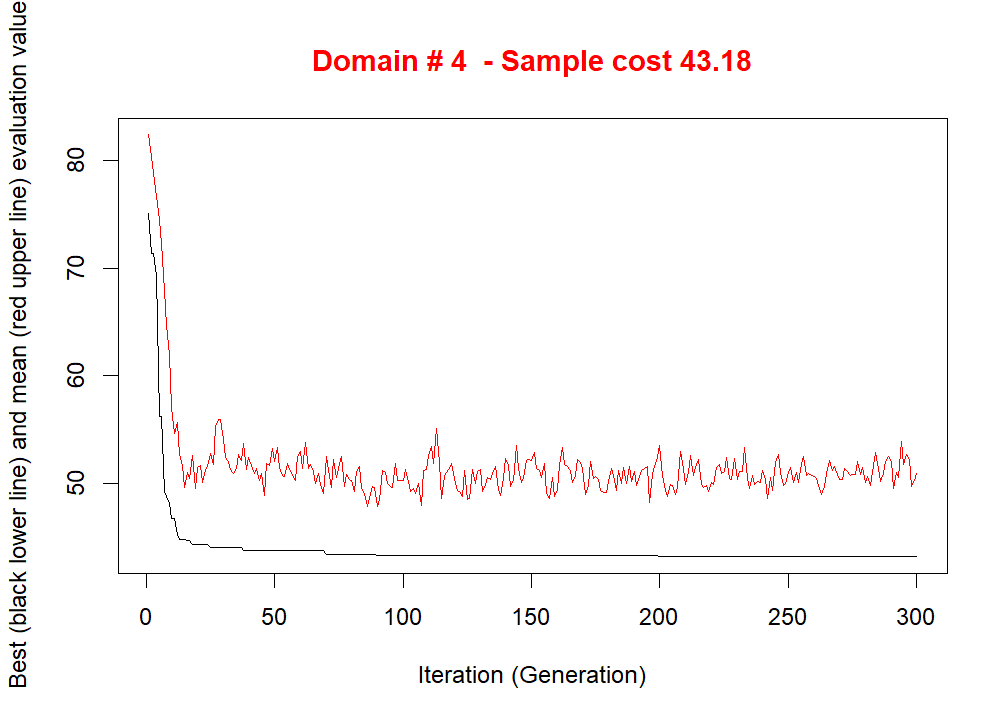 Domain # 4  - Sample cost 43.18
Best (black lower line) and mean (red upper line) evaluation value
80
70
60
50
0 50 100 150 200 250 300
Iteration (Generation)